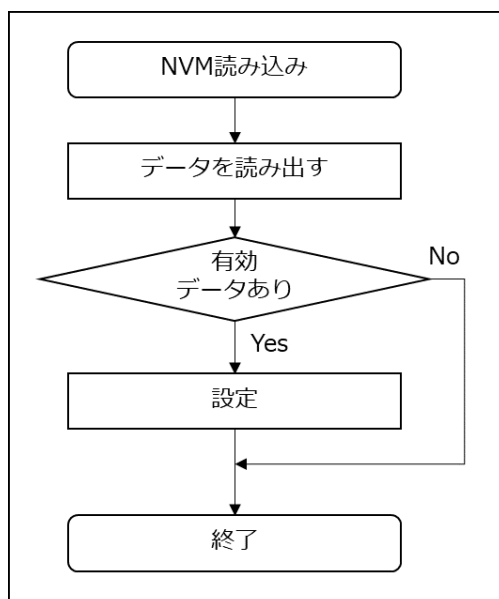 NVM読み込み
データを読み出す
有効
データあり
No
Yes
設定
終了